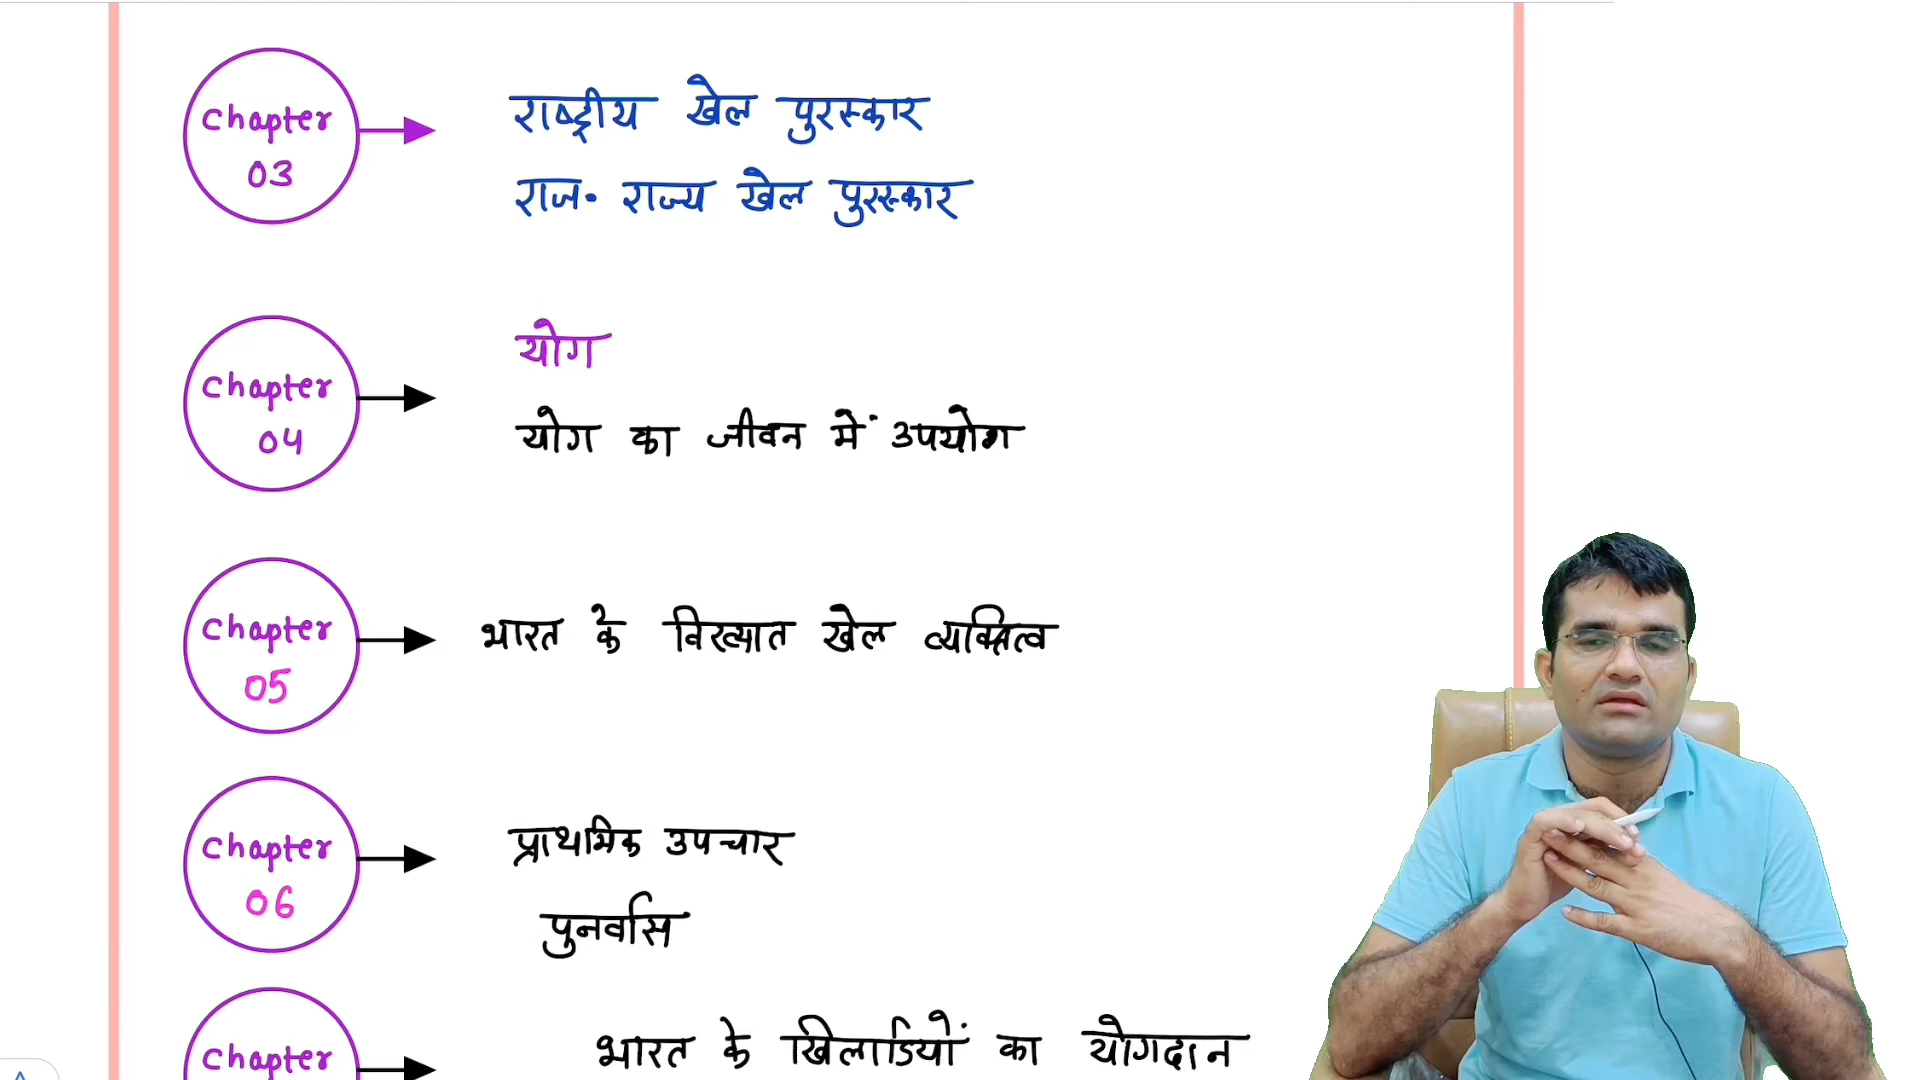 Chapter
03
राष्ट्रीय खेल पुरस्कार
राज. राज्य खेल पुरस्कार
Chapter
04
योग
योग का जीवन में उपयोग
Chapter
05
भारत के विख्यात खेल व्यक्तित्व
Chapter
06
प्राथमिक उपचार
पुनर्वास
Chapter
भारत के खिलाडियों का योगदान